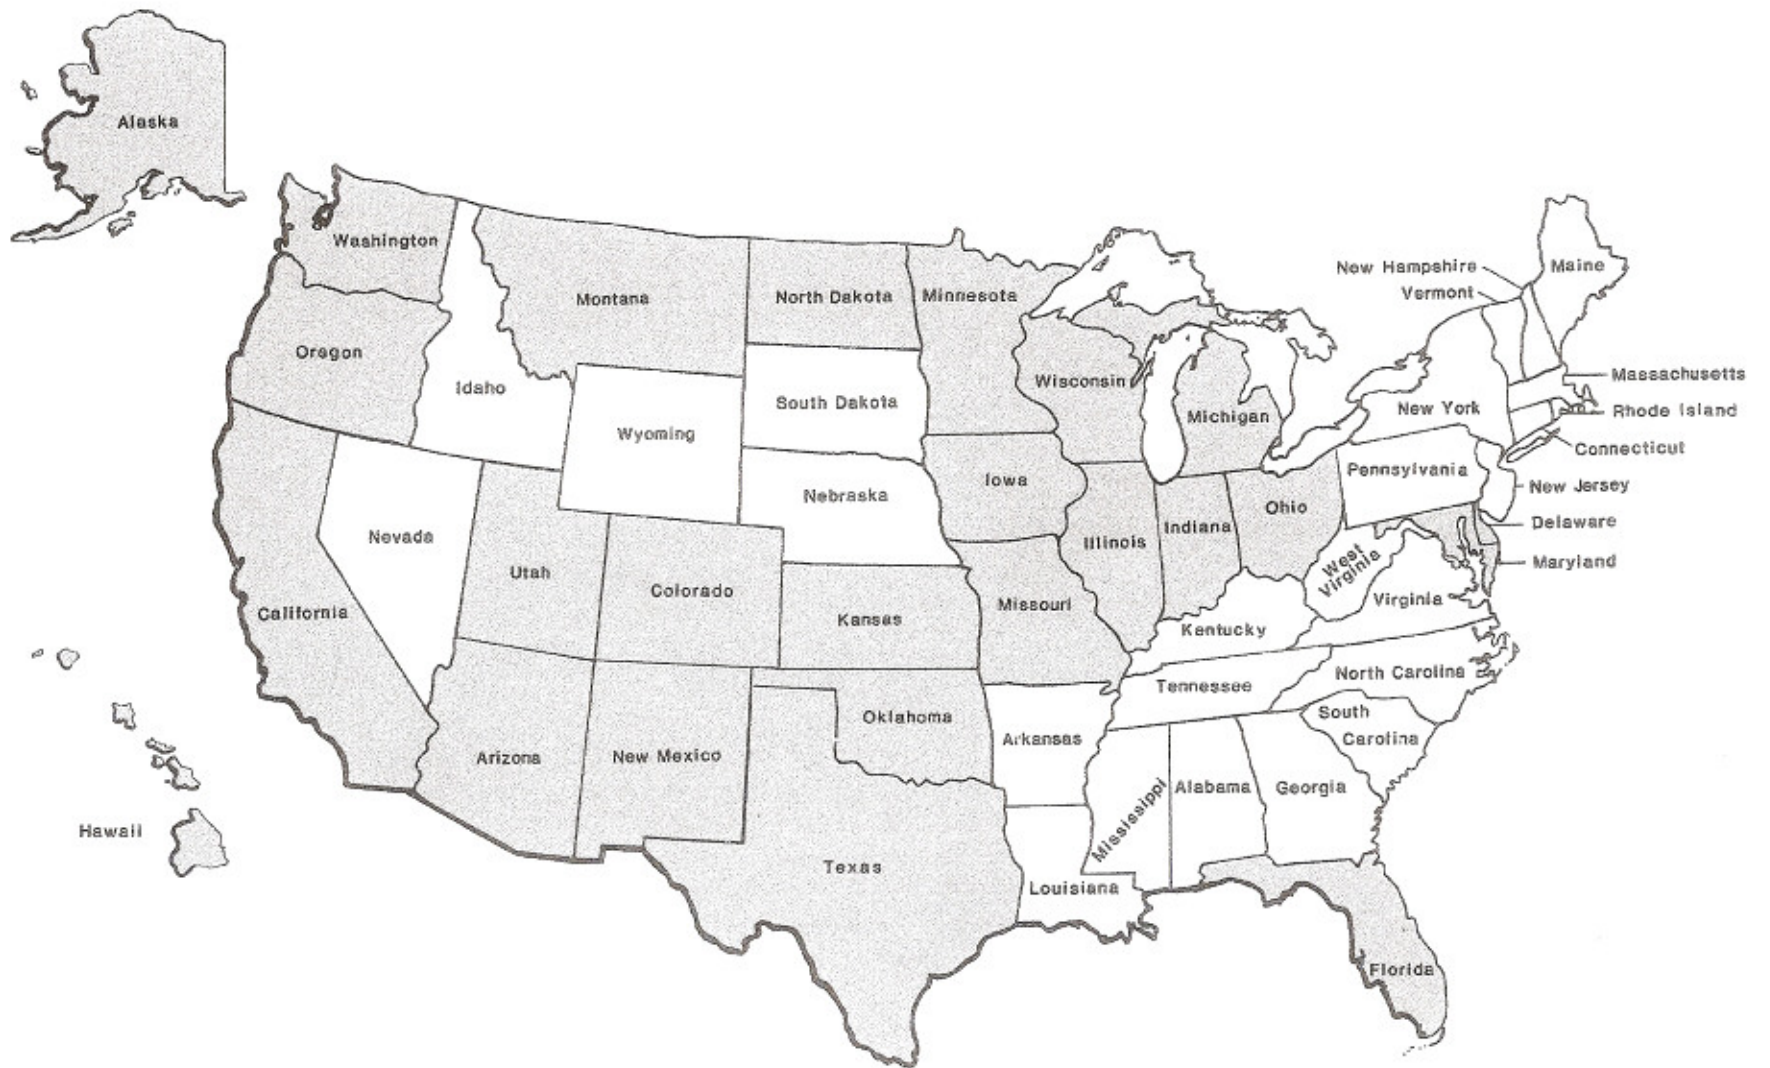 Alaska
Washington
Montana
North Dakota
Minnesota
New Hampshire
Vermont
Maine
Oregon
Idaho
Wyoming
South Dakota
Wisconsin
Michigan
New York
Massachusetts
Rhode Island
Connecticut
Pennsylvania
New Jersey
Delaware
Maryland
Nebraska
Iowa
Illinois
Indiana
Ohio
West
Virginia
Virginia
Nevada
Utah
Colorado
Kansas
Missouri
Kentucky
California
Arizona
New Mexico
Oklahoma
Arkansas
Tennessee
North Carolina
South
Carolina
Mississippi
Alabama
Georgia
Hawaii
Texas
Louisiana
Florida